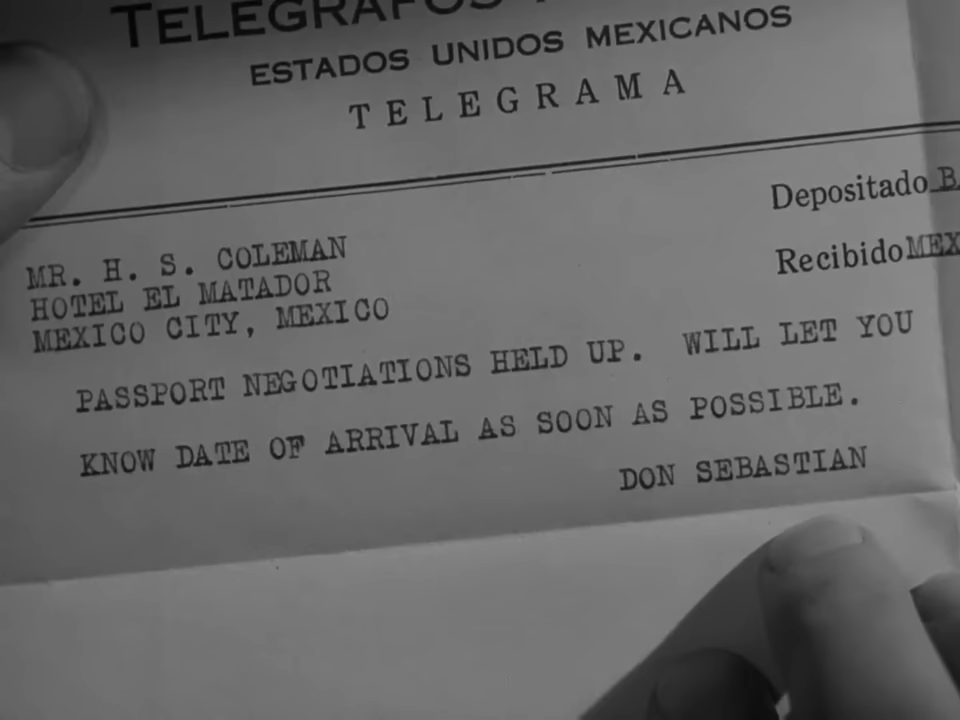 TELEGRAFOS
ESTADOS UNIDOS MEXICANOS
TELEGRAMA
Depositado
Recibido MEX
MR. H. S. COLEMAN
HOTEL EL MATADOR
MEXICO CITY, MEXICO
PASSPORT NEGOTIATIONS HELD UP. WILL LET YOU
KNOW DATE OF ARRIVAL AS SOON AS POSSIBLE.
DON SEBASTIAN